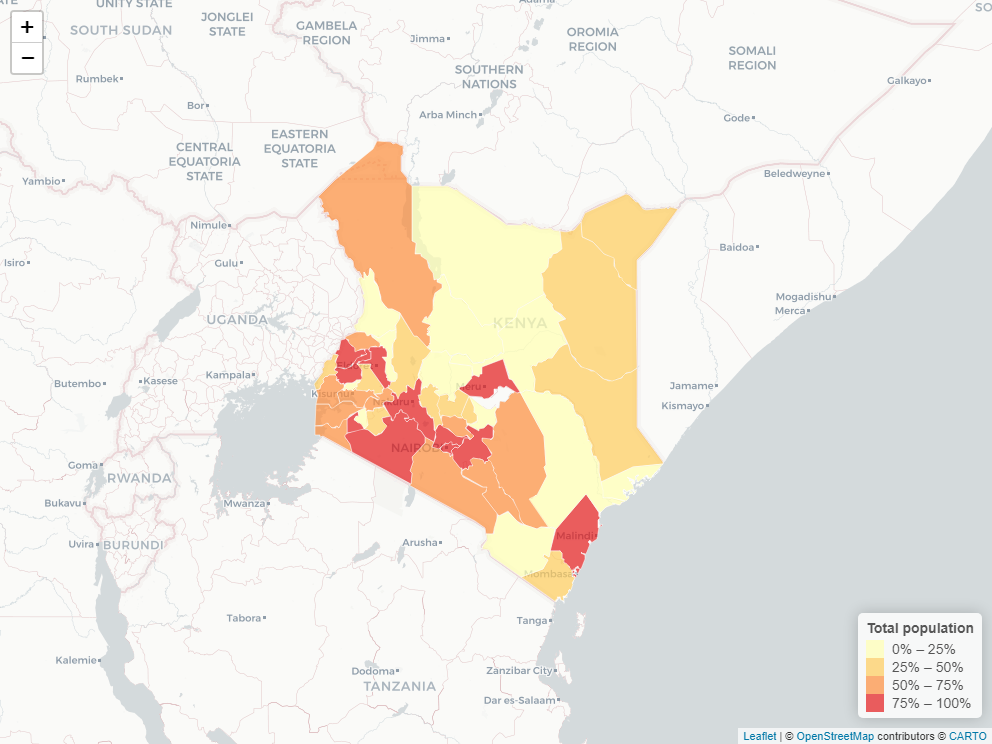 +
−
UNITY STATE
SOUTH SUDAN
JONGLEI
STATE
GAMBELA
REGION
Jimma
OROMIA
REGION
SOMALI
REGION
SOUTHERN
NATIONS
Rumbek
Galkayo
Bor
Arba Minch
Gode
EASTERN
EQUATORIA
STATE
CENTRAL
EQUATORIA
STATE
Yambio
Beledweyne
Nimule
Baidoa
Isiro
Gulu
Mogadishu
Merca
UGANDA
KENYA
Kampala
Butembo
Kasese
Jamame
Kismayo
Meru
Kisumu
Nakuru
NAIROBI
Goma
RWANDA
Bukavu
Mwanza
Uvira
BURUNDI
Arusha
Malindi
Mombasa
Tabora
Tanga
Kalemie
Dodoma
Zanzibar City
TANZANIA
Dar es-Salaam
Total population
0% – 25%
25% – 50%
50% – 75%
75% – 100%
Leaflet | © OpenStreetMap contributors © CARTO